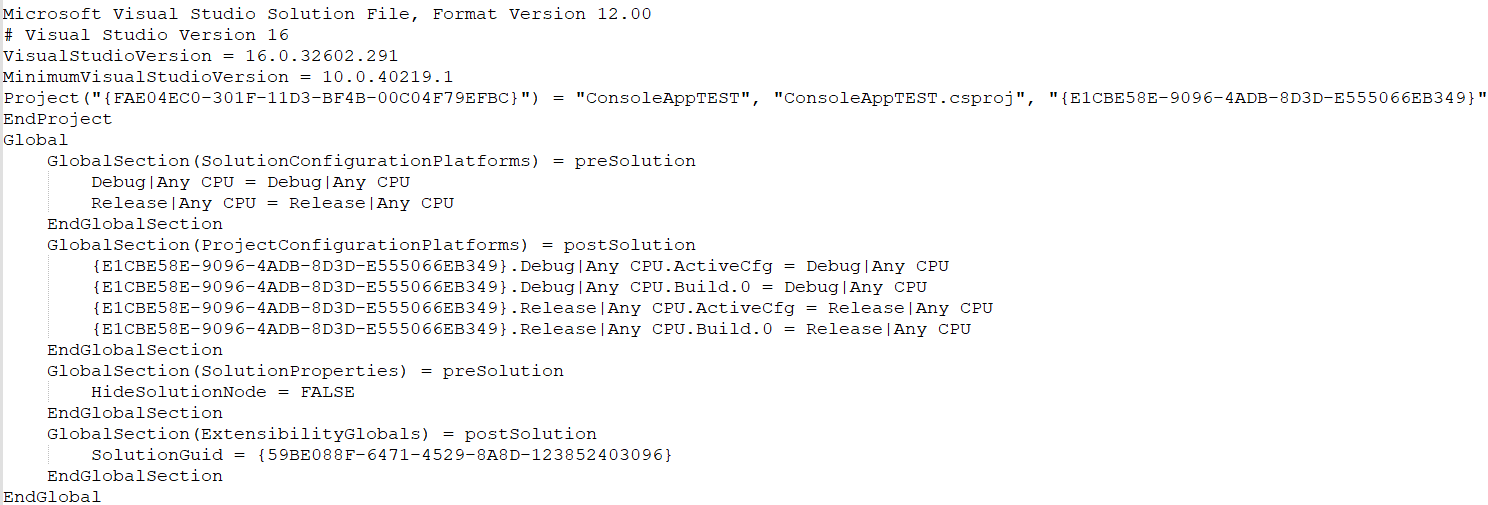 Microsoft Visual Studio Solution File, Format Version 12.00
# Visual Studio Version 16
VisualStudioVersion = 16.0.32602.291
MinimumVisualStudioVersion = 10.0.40219.1
Project("{FAE04EC0-301F-11D3-BF4B-00C04F79EFBC}") = "ConsoleAppTEST", "ConsoleAppTEST.csproj", "{E1CBE58E-9096-4ADB-8D3D-E555066EB349}"
EndProject
Global
    GlobalSection(SolutionConfigurationPlatforms) = preSolution
        Debug|Any CPU = Debug|Any CPU
        Release|Any CPU = Release|Any CPU
    EndGlobalSection
    GlobalSection(ProjectConfigurationPlatforms) = postSolution
        {E1CBE58E-9096-4ADB-8D3D-E555066EB349}.Debug|Any CPU.ActiveCfg = Debug|Any CPU
        {E1CBE58E-9096-4ADB-8D3D-E555066EB349}.Debug|Any CPU.Build.0 = Debug|Any CPU
        {E1CBE58E-9096-4ADB-8D3D-E555066EB349}.Release|Any CPU.ActiveCfg = Release|Any CPU
        {E1CBE58E-9096-4ADB-8D3D-E555066EB349}.Release|Any CPU.Build.0 = Release|Any CPU
    EndGlobalSection
    GlobalSection(SolutionProperties) = preSolution
        HideSolutionNode = FALSE
    EndGlobalSection
    GlobalSection(ExtensibilityGlobals) = postSolution
        SolutionGuid = {59BE088F-6471-4529-8A8D-123852403096}
    EndGlobalSection
EndGlobal